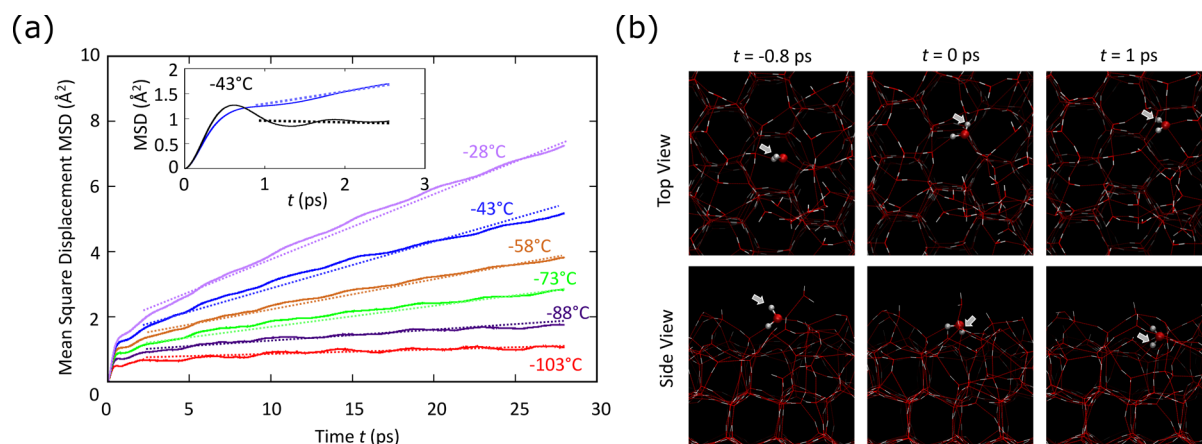 (a)
Mean Square Displacement MSD (Å²)
10
8
6
4
2
0
0
5
10
15
20
25
30
Time t (ps)
-28°C
-43°C
-58°C
-73°C
-88°C
-103°C
MSD (Å²)
2
1.5
1
0.5
0
0
1
2
3
t (ps)
-43°C
(b)
t = -0.8 ps
t = 0 ps
t = 1 ps
Top View
Side View